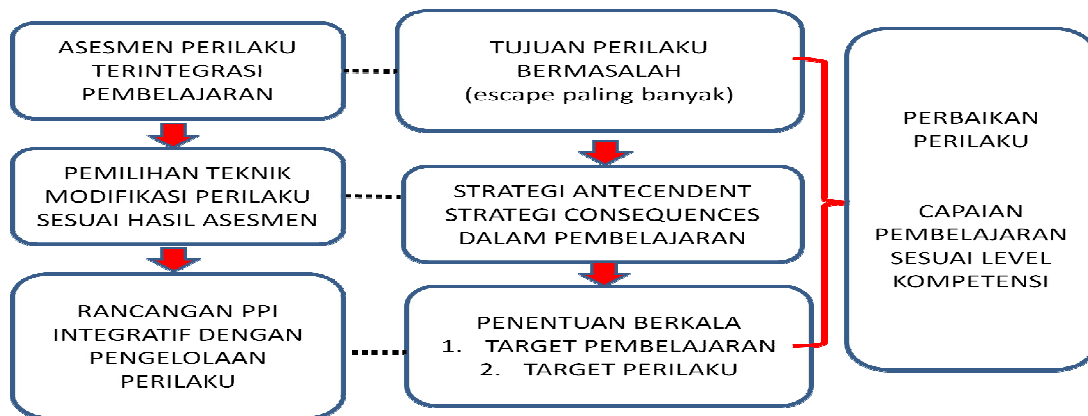 ASESMEN PERILAKU
TERINTEGRASI
PEMBELAJARAN
PEMILIHAN TEKNIK
MODIFIKASI PERILAKU
SESUAI HASIL ASESMEN
RANCANGAN PPI
INTEGRATIF DENGAN
PENGELOLAAN
PERILAKU
TUJUAN PERILAKU
BERMASALAH
(escape paling banyak)
STRATEGI ANTECENDENT
STRATEGI CONSEQUENCES
DALAM PEMBELAJARAN
PENENTUAN BERKALA
1. TARGET PEMBELAJARAN
2. TARGET PERILAKU
PERBAIKAN
PERILAKU
CAPAIAN
PEMBELAJARAN
SESUAI LEVEL
KOMPETENSI